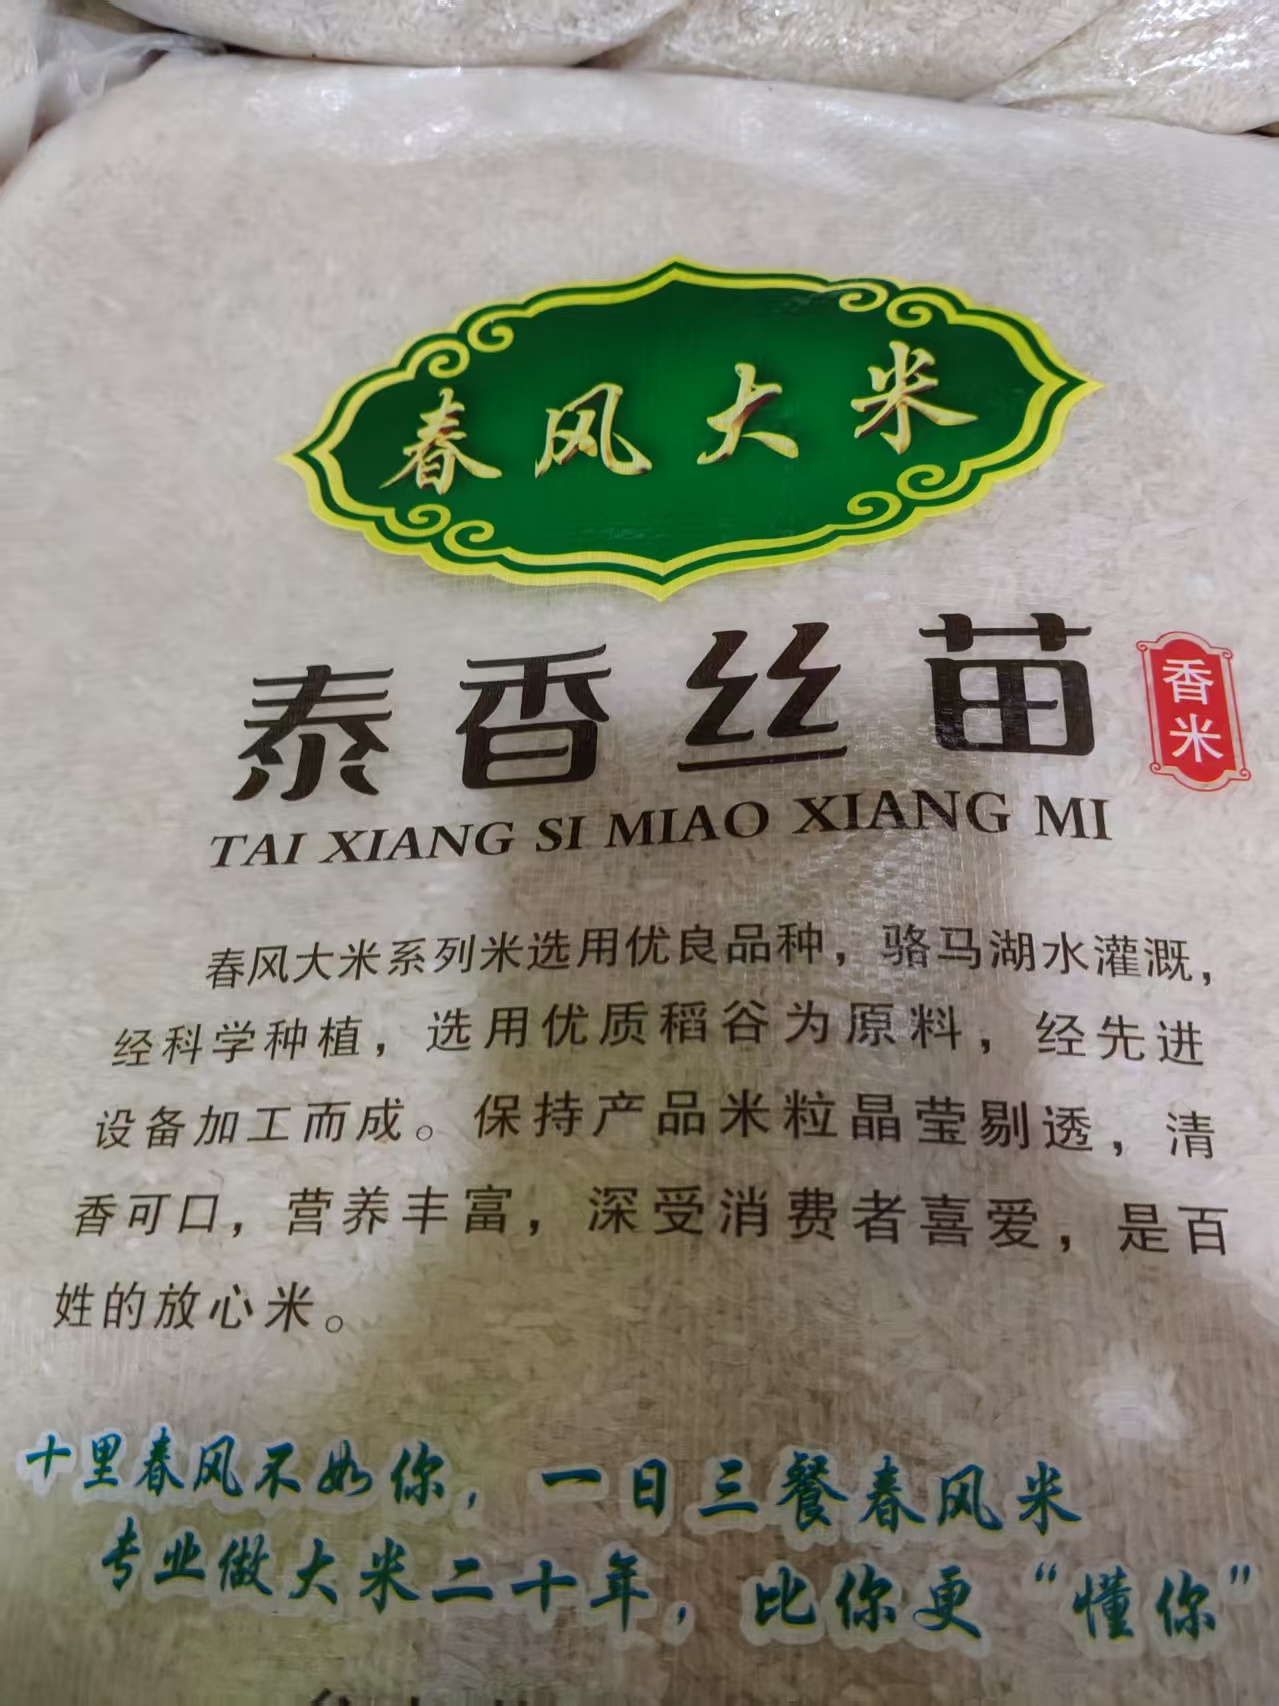 春风大米
泰香丝苗
香米
TAI XIANG SI MIAO XIANG MI
春风大米系列米选用优良品种，骆马湖水灌溉，
经科学种植，选用优质稻谷为原料，经先进
设备加工而成。保持产品米粒晶莹剔透，清
香可口，营养丰富，深受消费者喜爱，是百
姓的放心米。
十里春风不如你，一日三餐春风米
专业做大米二十年，比你更“懂你”